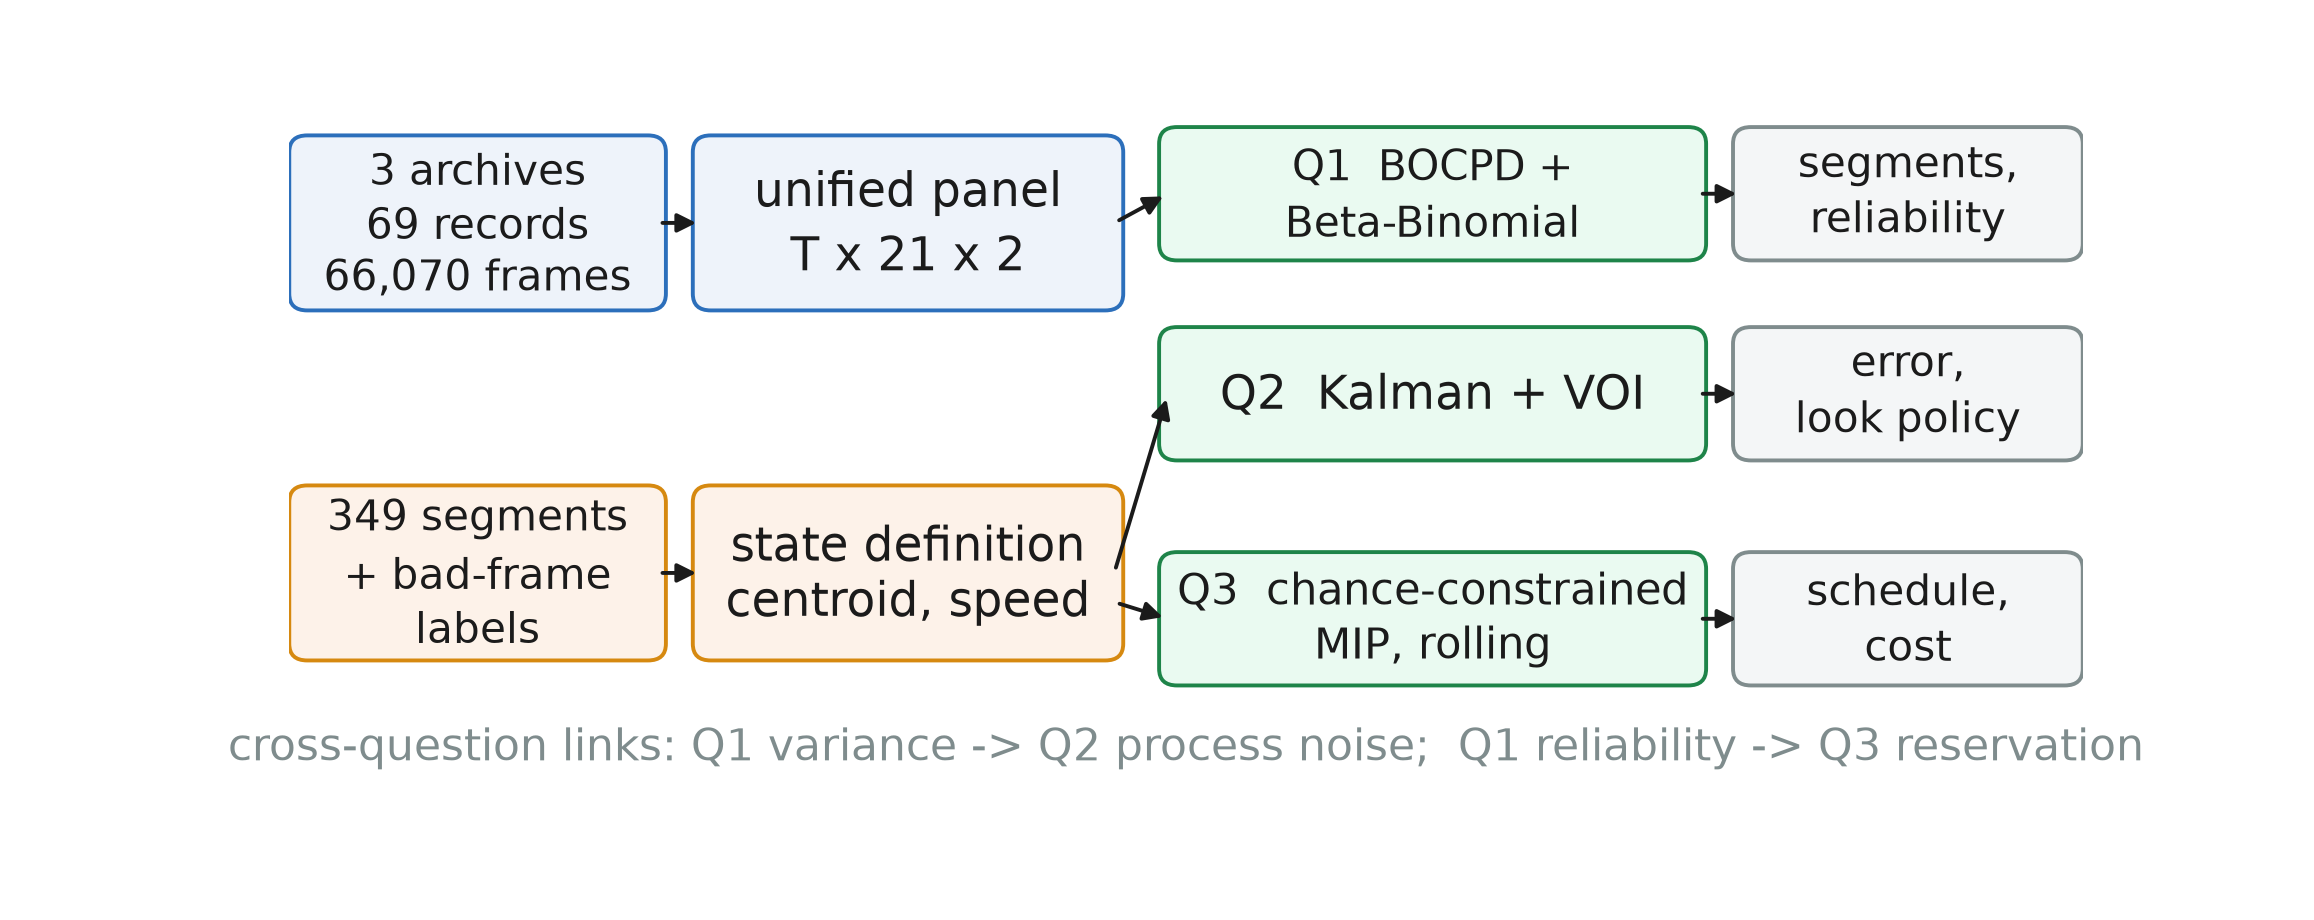 3 archives
69 records
66,070 frames
unified panel
T x 21 x 2
Q1  BOCPD +
Beta-Binomial
segments,
reliability
Q2  Kalman + VOI
error,
look policy
349 segments
+ bad-frame
labels
state definition
centroid, speed
Q3  chance-constrained
MIP, rolling
schedule,
cost
cross-question links: Q1 variance -> Q2 process noise;  Q1 reliability -> Q3 reservation